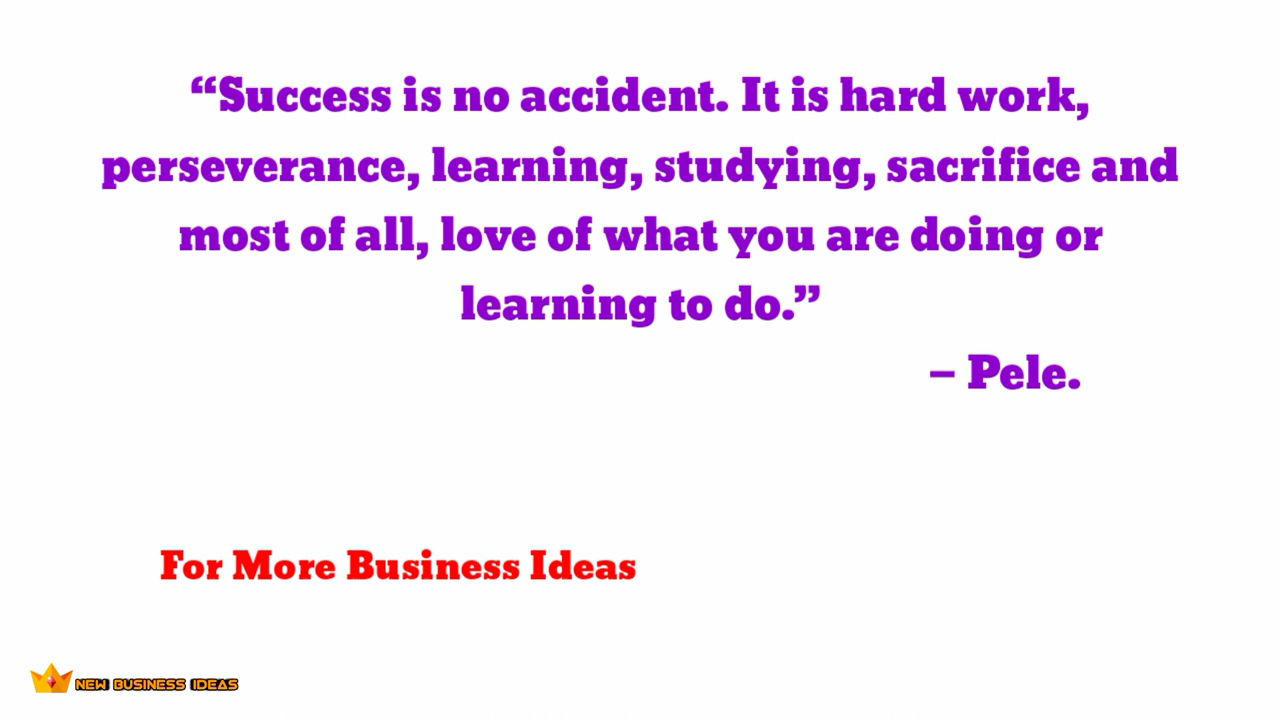 “Success is no accident. It is hard work,
perseverance, learning, studying, sacrifice and
most of all, love of what you are doing or
learning to do.”
– Pele.
For More Business Ideas
NEW BUSINESS IDEAS